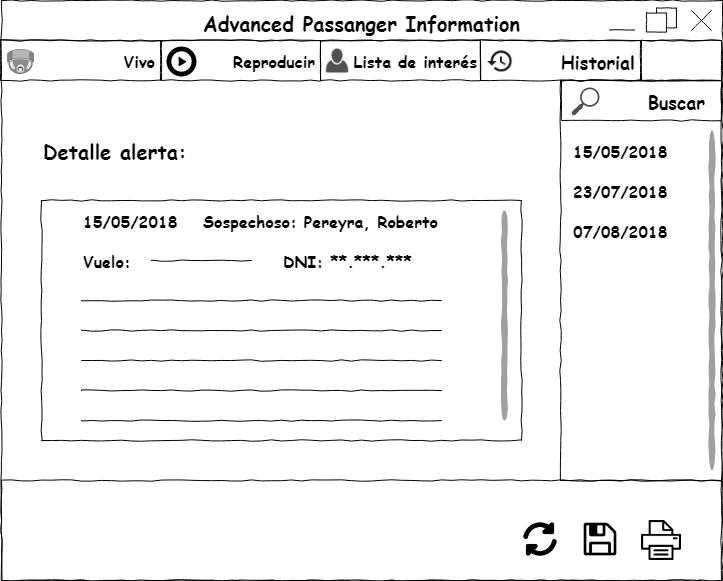 Advanced Passanger Information
Vivo
Reproducir
Lista de interés
Historial
Buscar
Detalle alerta:
15/05/2018 Sospechoso: Pereyra, Roberto
Vuelo: DNI: **.***.***
15/05/2018
23/07/2018
07/08/2018